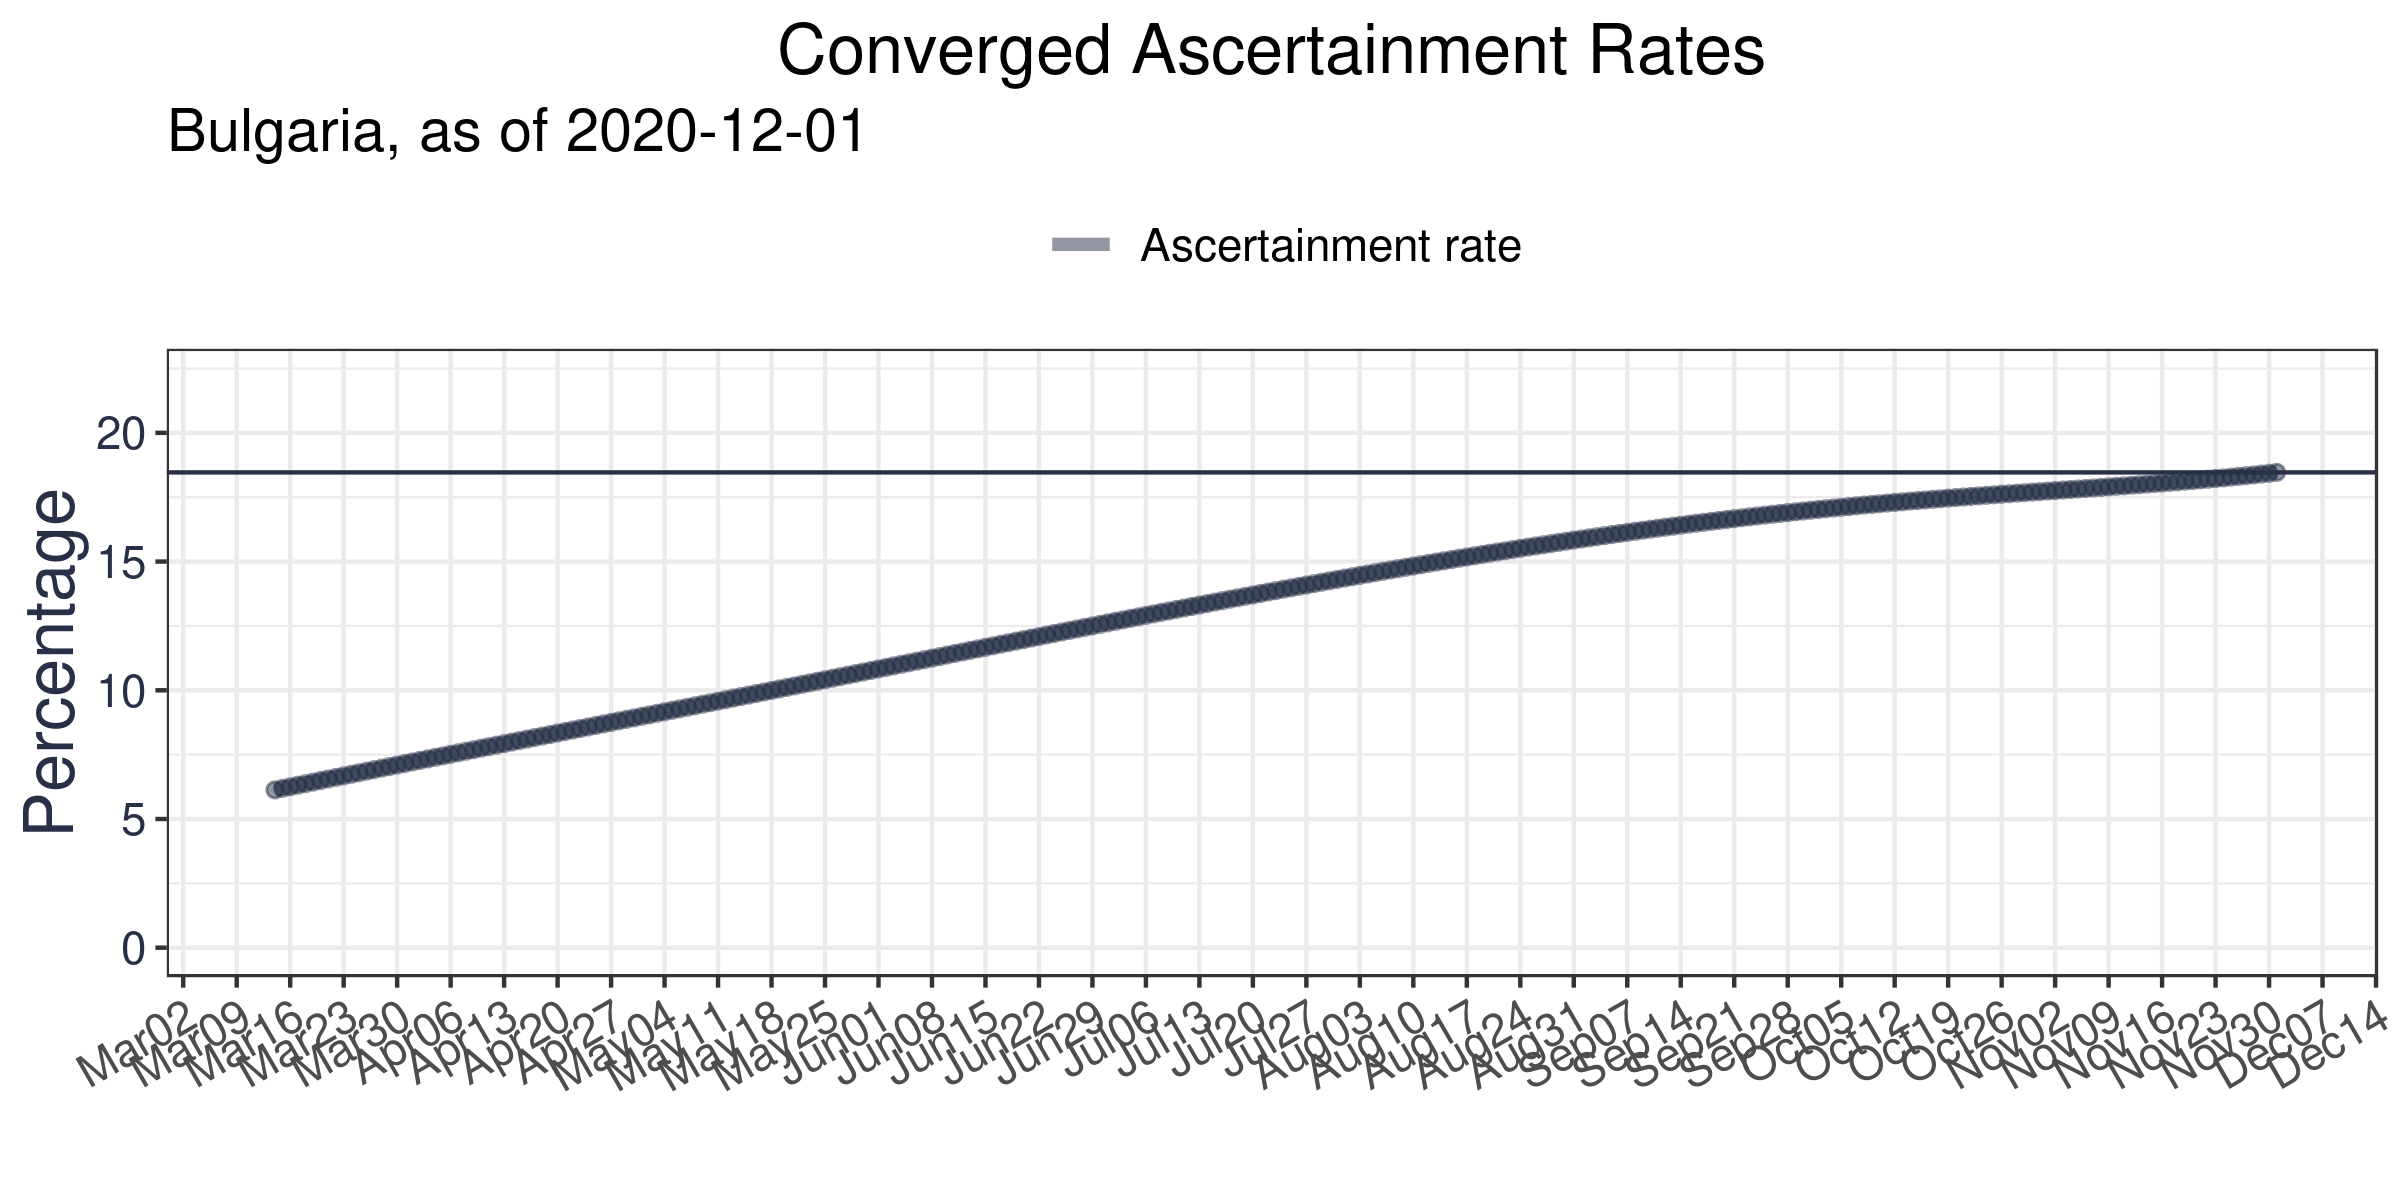 Converged Ascertainment Rates
Bulgaria, as of 2020-12-01
Ascertainment rate
Percentage
20
15
10
5
0
Mar02 Mar09 Mar16 Mar23 Mar30 Apr06 Apr13 Apr20 Apr27 May04 May11 May18 May25 Jun01 Jun08 Jun15 Jun22 Jun29 Jul06 Jul13 Jul20 Jul27 Aug03 Aug10 Aug17 Aug24 Aug31 Sep07 Sep14 Sep21 Sep28 Oct05 Oct12 Oct19 Oct26 Nov02 Nov09 Nov16 Nov23 Nov30 Dec07 Dec14